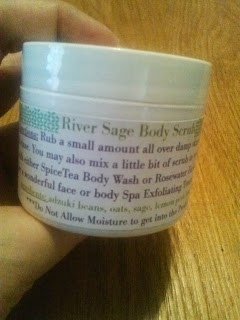 River Sage Body Scrub
Rub a small amount all over damp
You may also mix a little bit of scrub
either SpiceTea Body Wash or Rosewater
wonderful face or body Spa Exfoliating
adzuki beans, oats, sage, lemon
***Do Not Allow Moisture to get into the